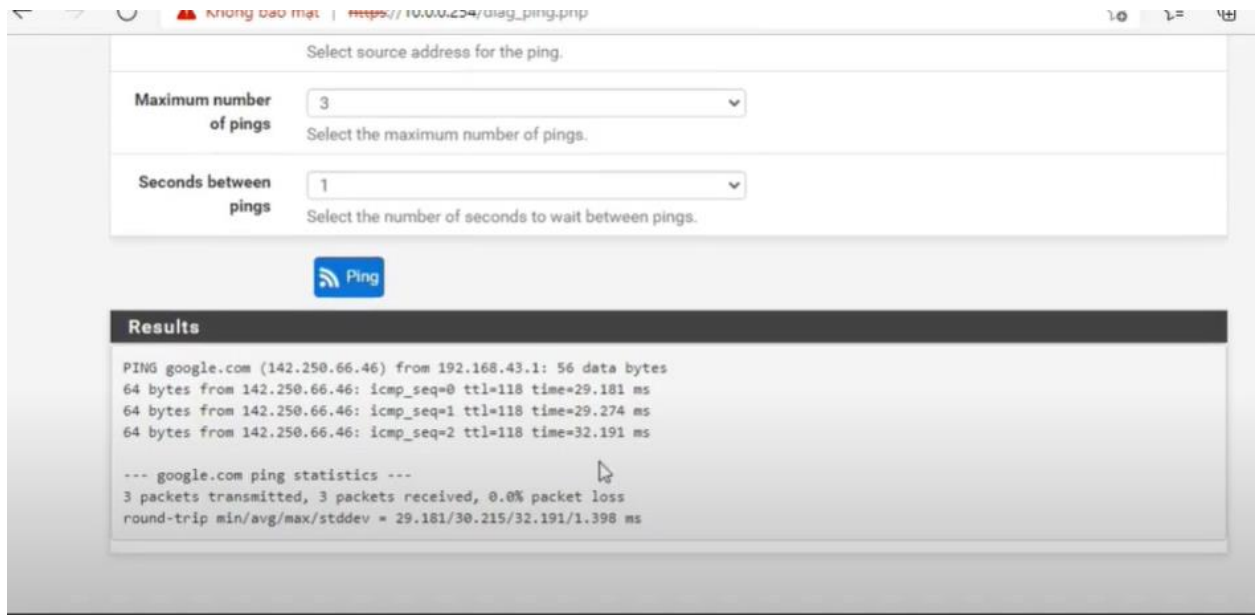 Không bảo mật | https://10.0.0.254/diag_ping.php
Select source address for the ping.
Maximum number
of pings
3
Select the maximum number of pings.
Seconds between
pings
1
Select the number of seconds to wait between pings.
Ping
Results
PING google.com (142.250.66.46) from 192.168.43.1: 56 data bytes
64 bytes from 142.250.66.46: icmp_seq=0 ttl=118 time=29.181 ms
64 bytes from 142.250.66.46: icmp_seq=1 ttl=118 time=29.274 ms
64 bytes from 142.250.66.46: icmp_seq=2 ttl=118 time=32.191 ms
--- google.com ping statistics ---
3 packets transmitted, 3 packets received, 0.0% packet loss
round-trip min/avg/max/stddev = 29.181/30.215/32.191/1.398 ms